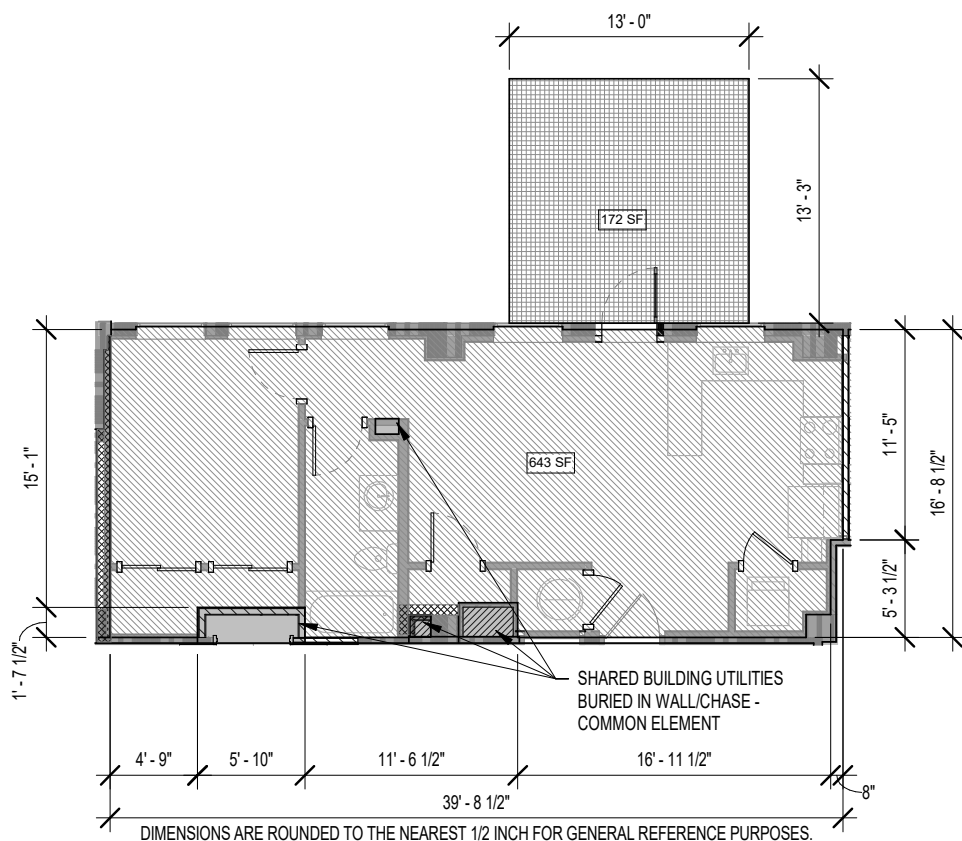 13' - 0"
13' - 3"
172 SF
15' - 1"
643 SF
11' - 5"
16' - 8 1/2"
5' - 3 1/2"
1' - 7 1/2"
SHARED BUILDING UTILITIES
BURIED IN WALL/CHASE -
COMMON ELEMENT
4' - 9"
5' - 10"
11' - 6 1/2"
16' - 11 1/2"
8"
39' - 8 1/2"
DIMENSIONS ARE ROUNDED TO THE NEAREST 1/2 INCH FOR GENERAL REFERENCE PURPOSES.